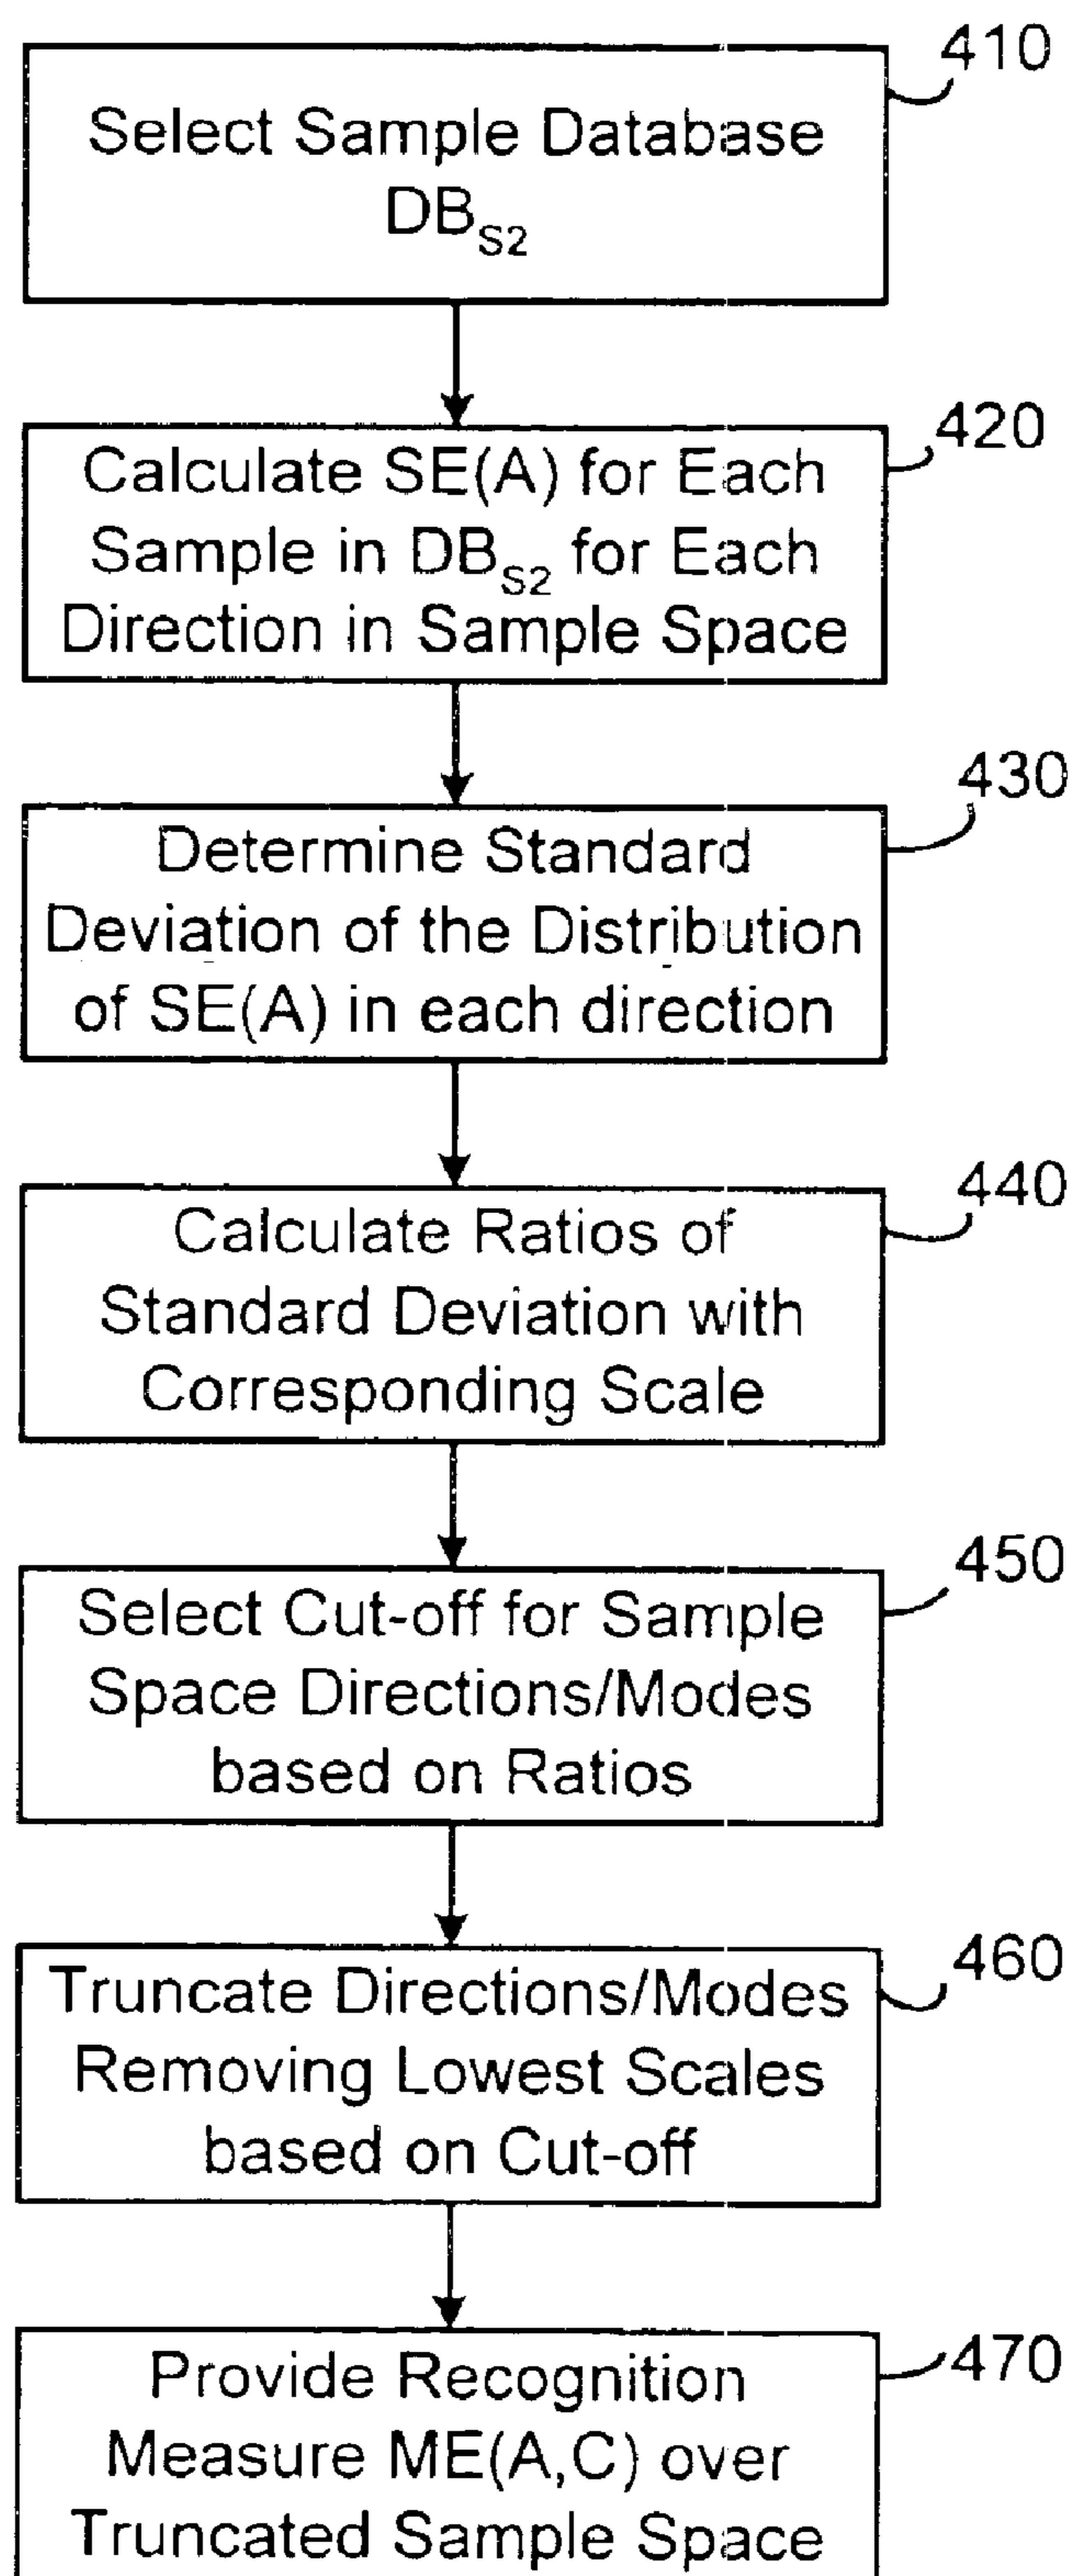 410
Select Sample Database
DB_S2
420
Calculate SE(A) for Each
Sample in DB_S2 for Each
Direction in Sample Space
430
Determine Standard
Deviation of the Distribution
of SE(A) in each direction
440
Calculate Ratios of
Standard Deviation with
Corresponding Scale
450
Select Cut-off for Sample
Space Directions/Modes
based on Ratios
460
Truncate Directions/Modes
Removing Lowest Scales
based on Cut-off
470
Provide Recognition
Measure ME(A,C) over
Truncated Sample Space